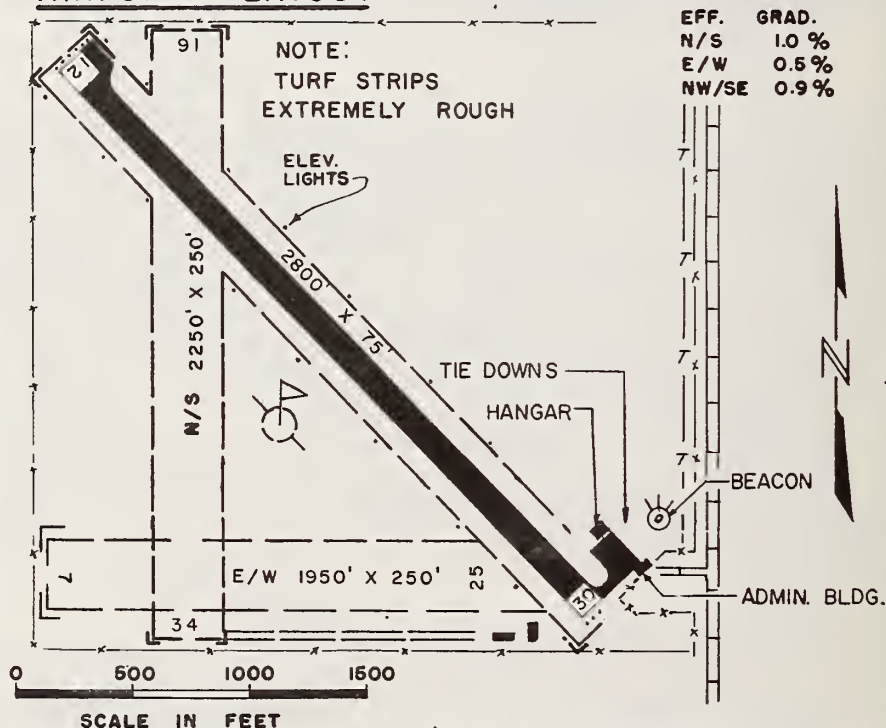 EFF. GRAD.
N/S 1.0 %
E/W 0.5 %
NW/SE 0.9 %
16
NOTE:
TURF STRIPS
EXTREMELY ROUGH
12
ELEV.
LIGHTS
T
T
T
T
N/S 2250' X 250'
2800' X 75'
N
TIE DOWNS
HANGAR
BEACON
7
E/W 1950' X 250'
25
30
ADMIN. BLDG.
34
0 500 1000 1500
SCALE IN FEET